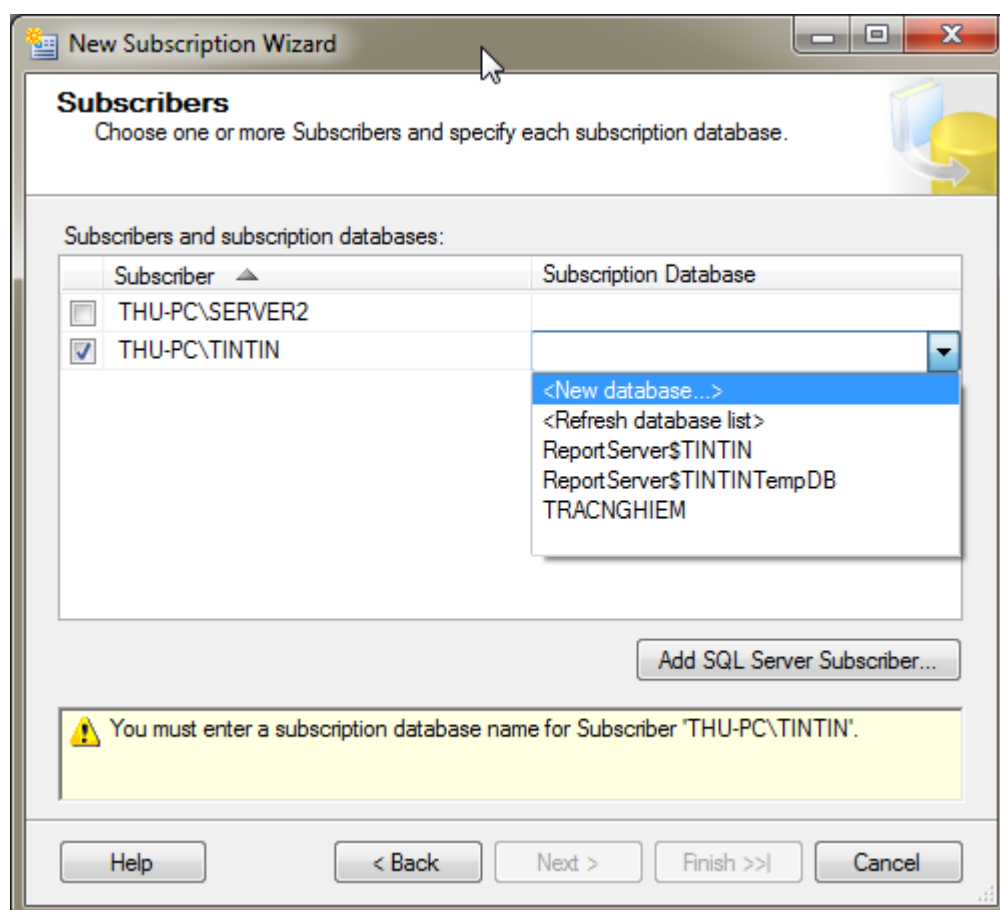 New Subscription Wizard
Subscribers
Choose one or more Subscribers and specify each subscription database.
Subscribers and subscription databases:
Subscriber Subscription Database
THU-PC\SERVER2
THU-PC\TINTIN
<New database...>
<Refresh database list>
ReportServer$TINTIN
ReportServer$TINTINTempDB
TRACNGHIEM
Add SQL Server Subscriber...
You must enter a subscription database name for Subscriber "THU-PC\TINTIN".
Help < Back Next > Finish >>| Cancel